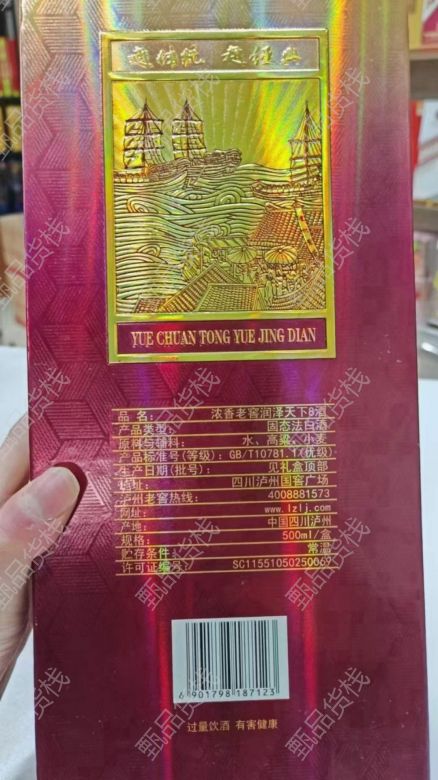 越传统 越经典
YUE CHUAN TONG YUE JING DIAN
品 名: 浓香老窖润泽天下8酒
产品类型: 固态法白酒
原料与辅料: 水、高粱、小麦
产品标准号(等级): GB/T10781.1(优级)
生产日期(批号): 见礼盒顶部
地址: 四川泸州国窖广场
泸州老窖热线: 4008881573
网址: www.lzlj.com
产地: 中国四川泸州
规格: 500ml/盒
贮存条件: 常温
许可证编号: SC11551050250069
6 901798 187123
过量饮酒 有害健康
甄品货栈